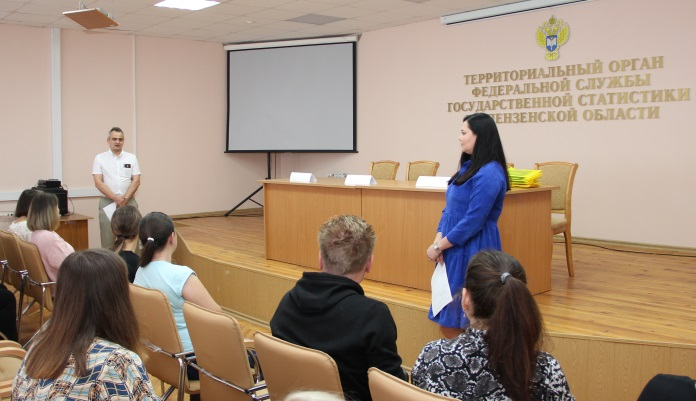 ТЕРРИТОРИАЛЬНЫЙ ОРГАН
ФЕДЕРАЛЬНОЙ СЛУЖБЫ
ГОСУДАРСТВЕННОЙ СТАТИСТИКИ
ПЕНЗЕНСКОЙ ОБЛАСТИ